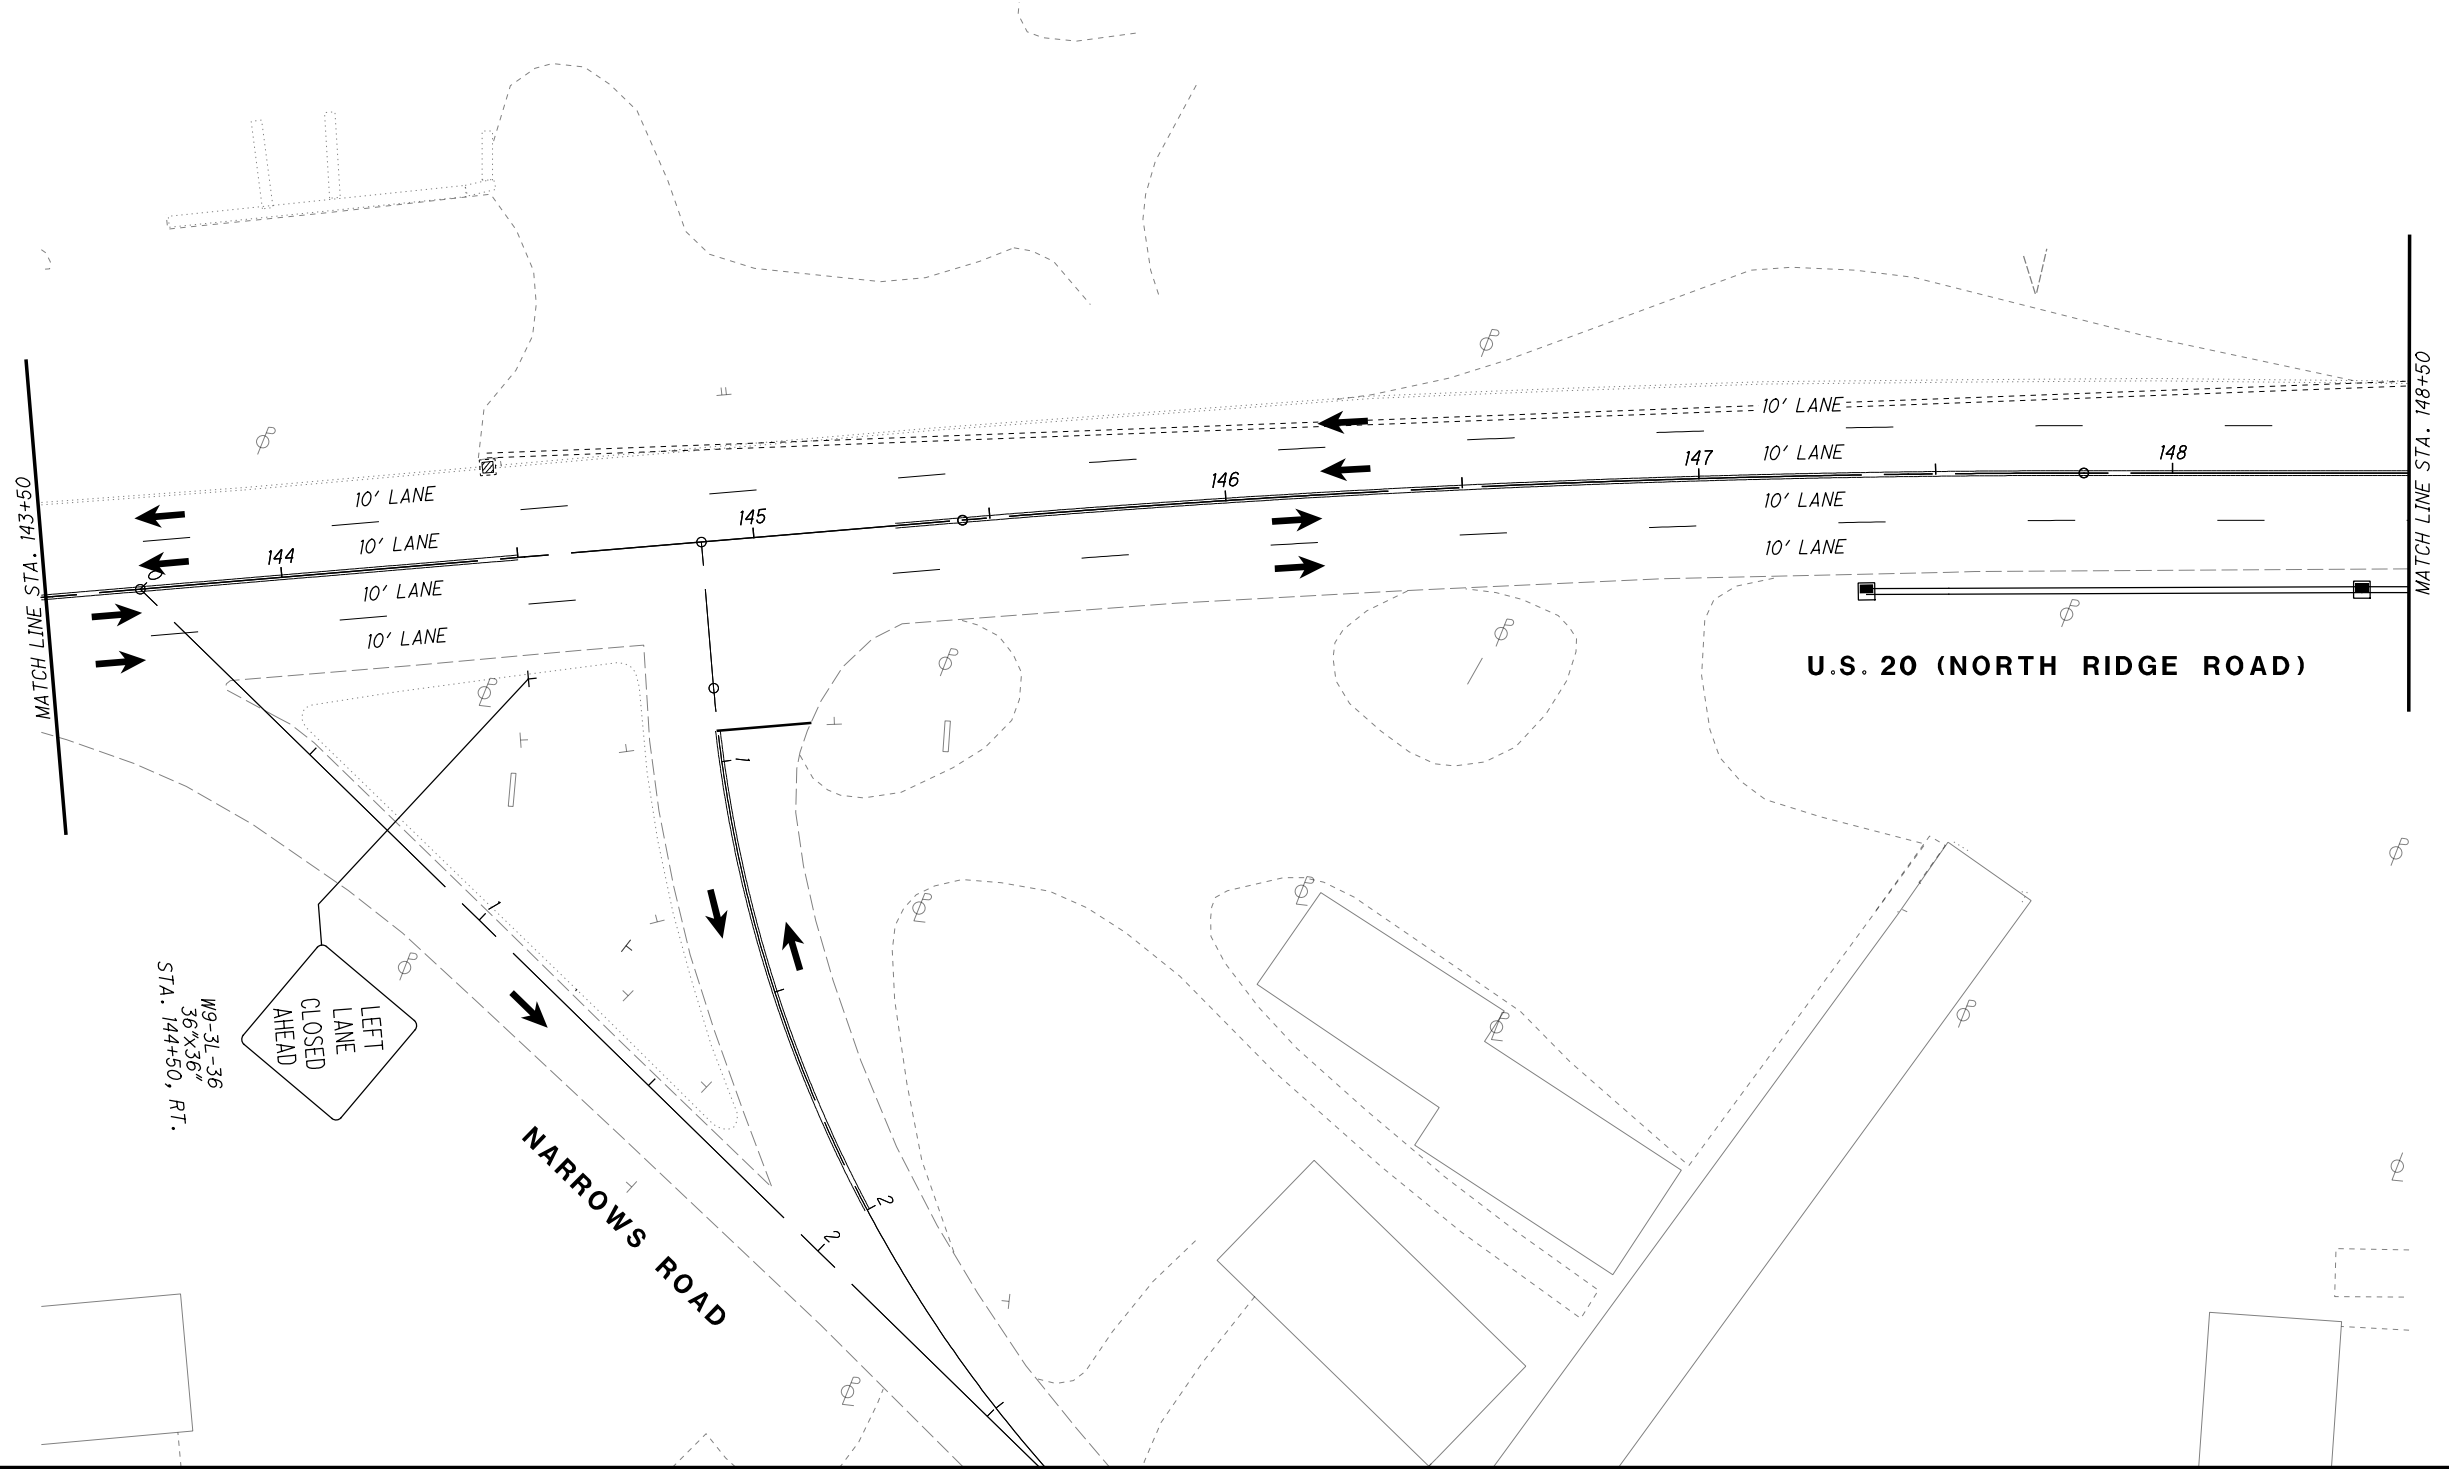 MATCH LINE STA. 143+50
MATCH LINE STA. 148+50
10' LANE
10' LANE
10' LANE
10' LANE
10' LANE
10' LANE
10' LANE
10' LANE
144
145
146
147
148
0
1
1
2
2
U.S. 20 (NORTH RIDGE ROAD)
LEFT
LANE
CLOSED
AHEAD
W9-3L-36
36"x36"
STA. 144+50, RT.
NARROWS ROAD